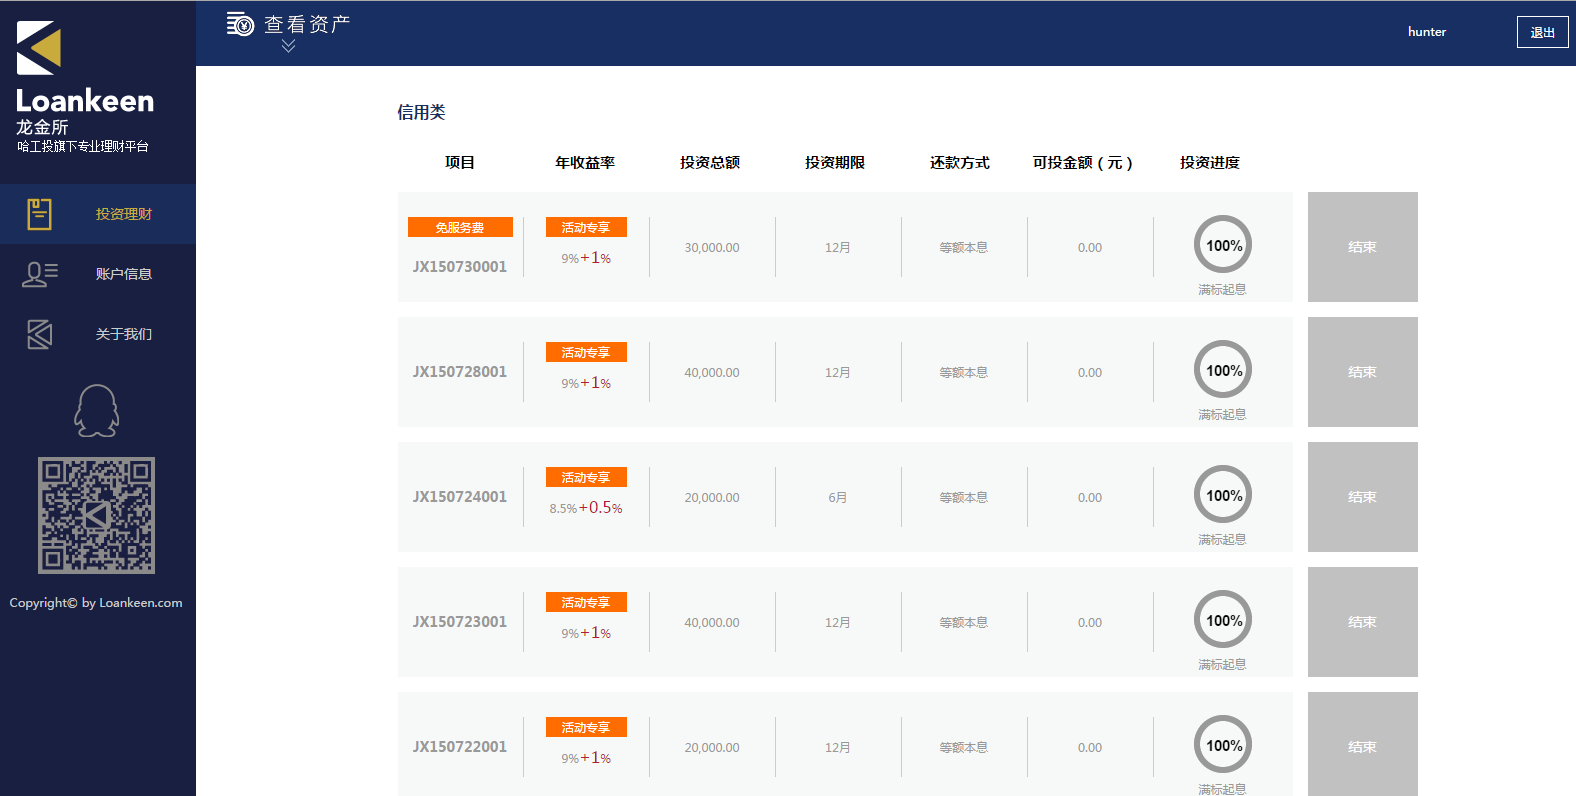 查看资产
hunter
退出
Loankeen
龙金所
哈工投旗下专业理财平台
投资理财
账户信息
关于我们
Copyright© by Loankeen.com
信用类
项目 年收益率 投资总额 投资期限 还款方式 可投金额（元） 投资进度
免服务费 活动专享
JX150730001 9%+1% 30,000.00 12月 等额本息 0.00 100% 结束
满标起息
活动专享
JX150728001 9%+1% 40,000.00 12月 等额本息 0.00 100% 结束
满标起息
活动专享
JX150724001 8.5%+0.5% 20,000.00 6月 等额本息 0.00 100% 结束
满标起息
活动专享
JX150723001 9%+1% 40,000.00 12月 等额本息 0.00 100% 结束
满标起息
活动专享
JX150722001 9%+1% 20,000.00 12月 等额本息 0.00 100% 结束
满标起息